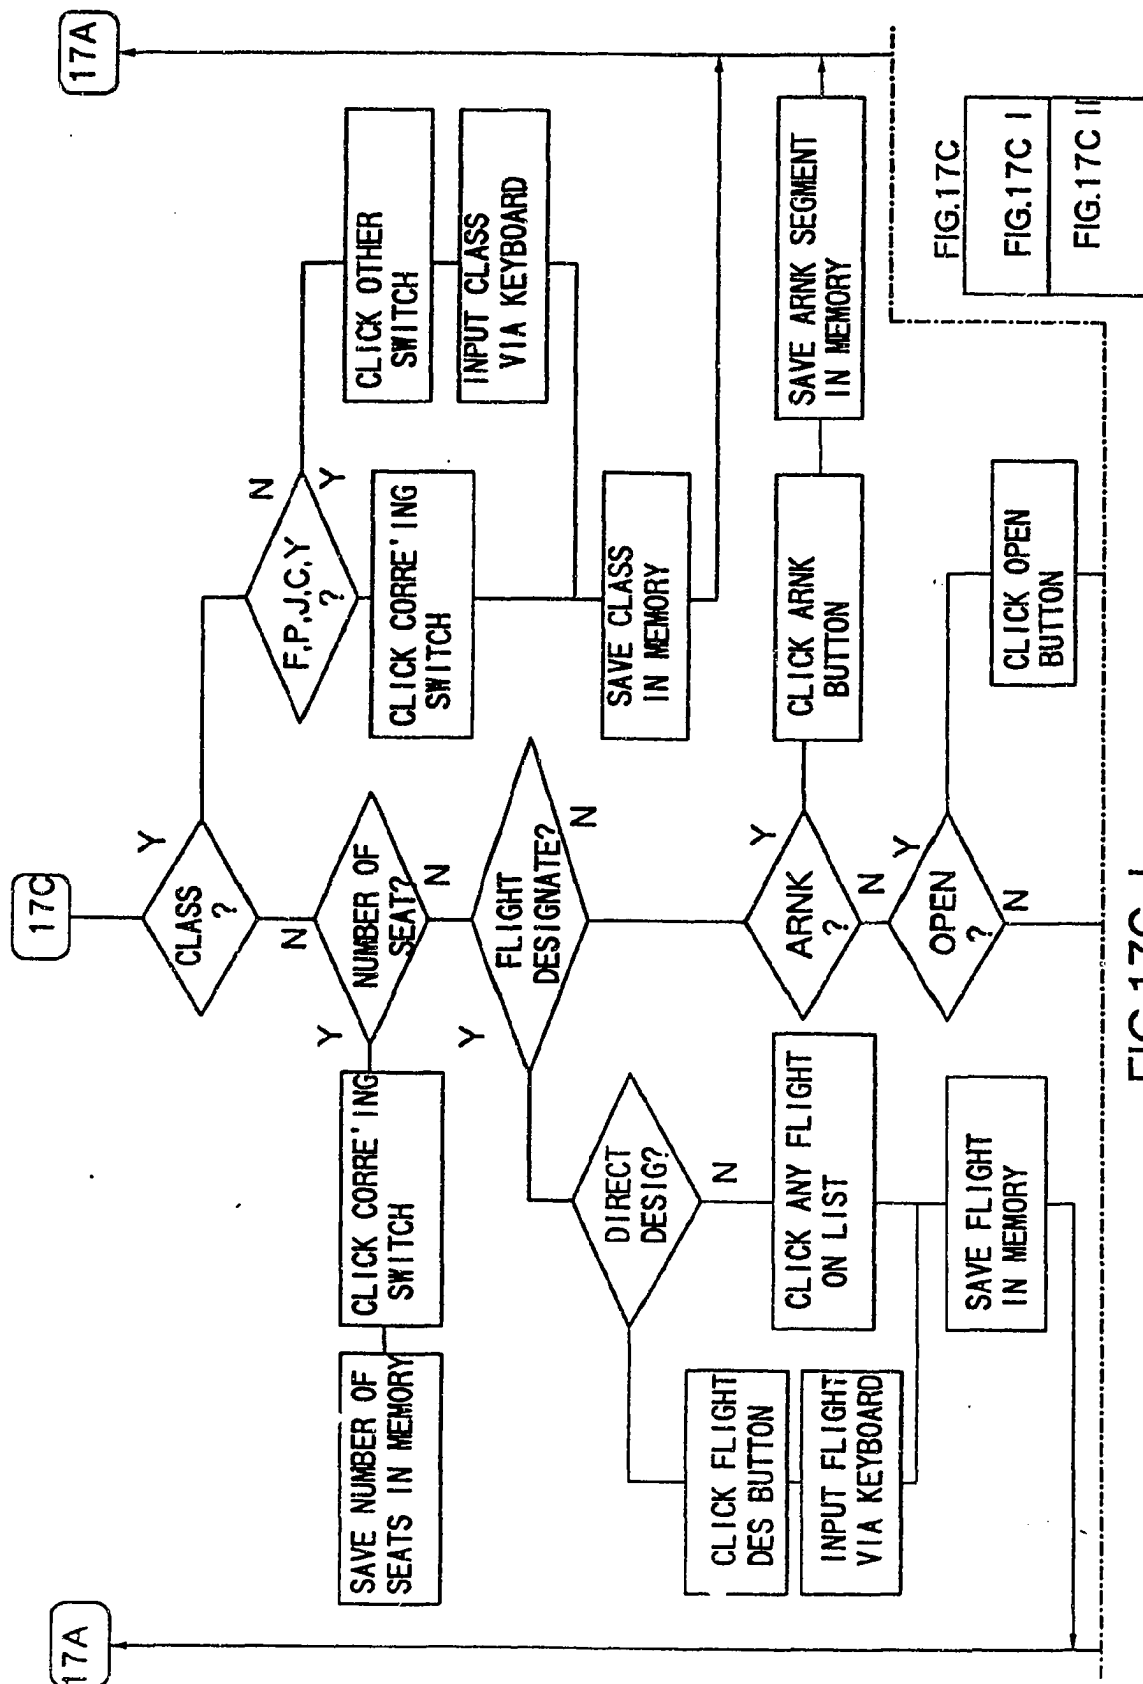 17C
17A
17A
CLASS
?
Y
N
F,P,J,C,Y
?
N
Y
CLICK OTHER
SWITCH
INPUT CLASS
VIA KEYBOARD
CLICK CORRE'ING
SWITCH
SAVE CLASS
IN MEMORY
NUMBER OF
SEAT?
Y
N
CLICK CORRE'ING
SWITCH
SAVE NUMBER OF
SEATS IN MEMORY
FLIGHT
DESIGNATE?
Y
N
DIRECT
DESIG?
N
CLICK FLIGHT
DES BUTTON
INPUT FLIGHT
VIA KEYBOARD
CLICK ANY FLIGHT
ON LIST
SAVE FLIGHT
IN MEMORY
ARNK
?
Y
N
CLICK ARNK
BUTTON
SAVE ARNK SEGMENT
IN MEMORY
OPEN
?
Y
N
CLICK OPEN
BUTTON
FIG.17C
FIG.17C I
FIG.17C II
FIG.17C I